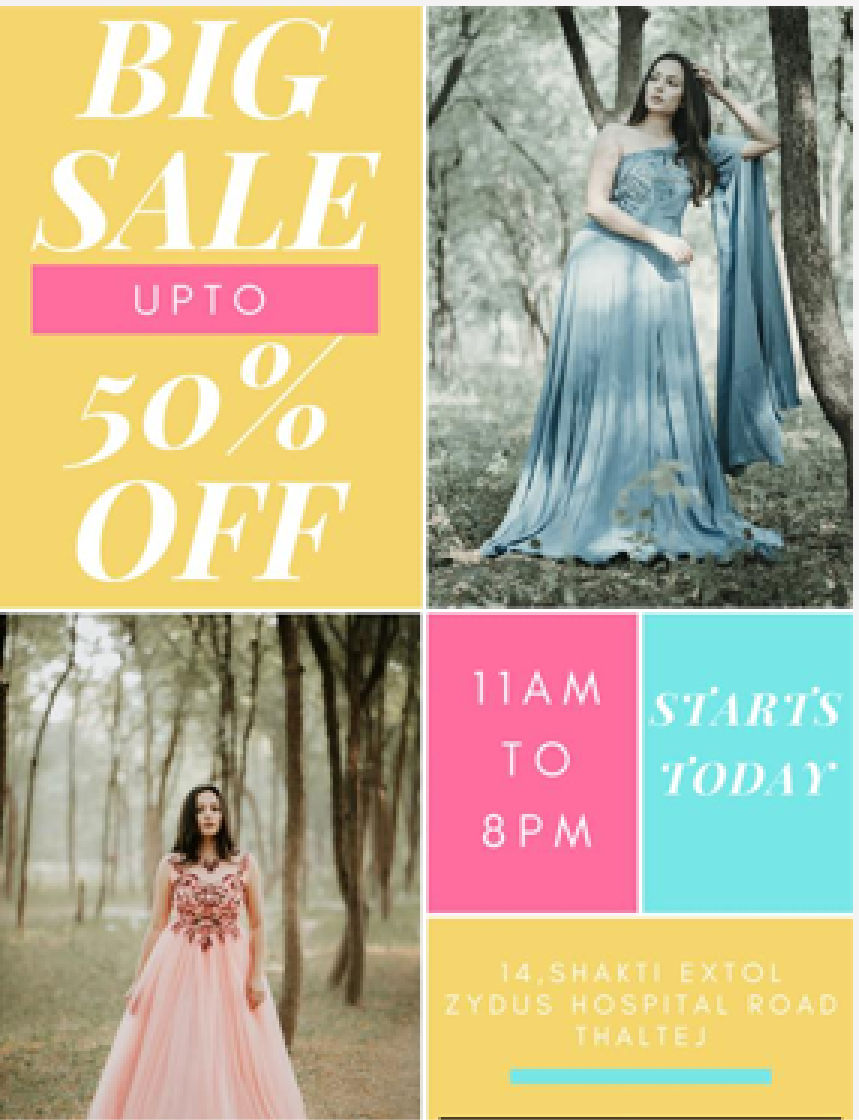 BIG
SALE
UPTO
50%
OFF
11AM
TO
8PM
STARTS
TODAY
14,SHAKTI EXTOL
ZYDUS HOSPITAL ROAD
THALTEJ